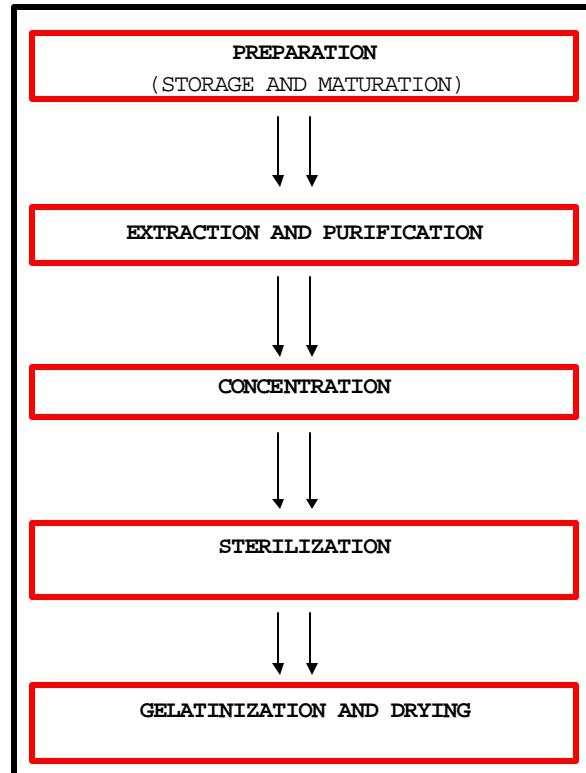 PREPARATION
(STORAGE AND MATURATION)
EXTRACTION AND PURIFICATION
CONCENTRATION
STERILIZATION
GELATINIZATION AND DRYING